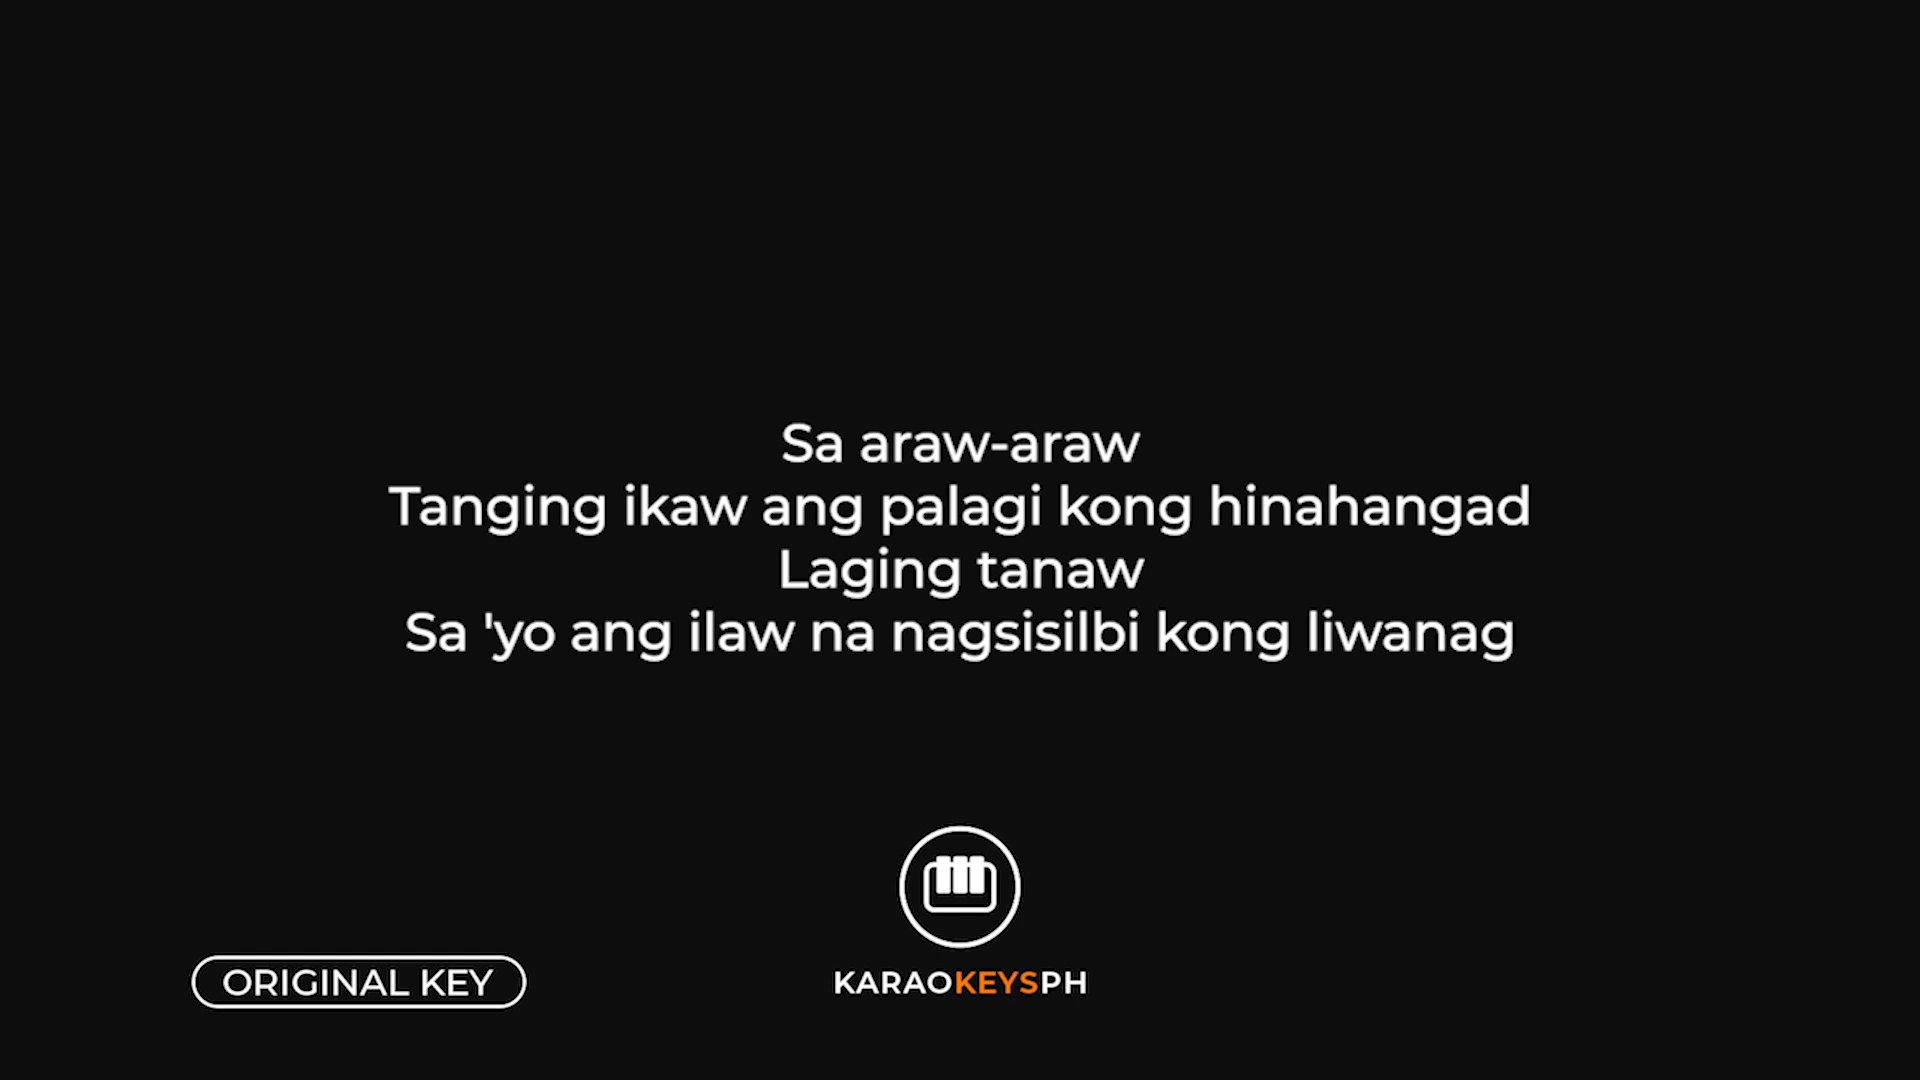 Sa araw-araw
Tanging ikaw ang palagi kong hinahangad
Laging tanaw
Sa 'yo ang ilaw na nagsisilbi kong liwanag
ORIGINAL KEY
KARAOKEYSPH